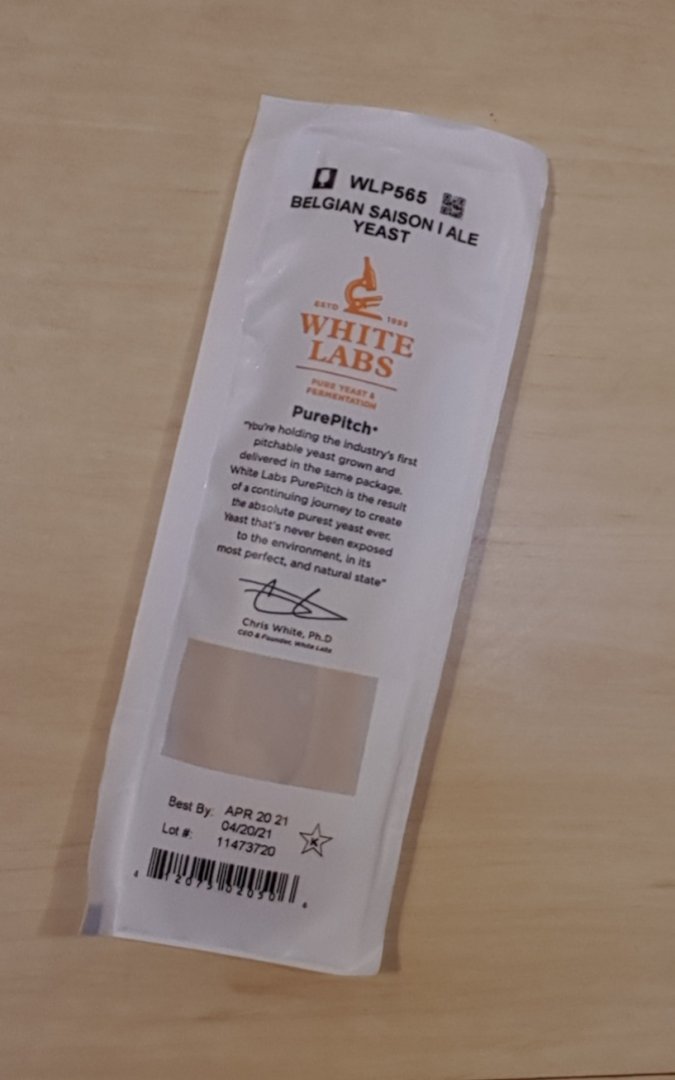 WLP565
BELGIAN SAISON I ALE
YEAST
ESTD 1995
WHITE
LABS
PURE YEAST &
FERMENTATION
PurePitch®
"You're holding the industry's first
pitchable yeast grown and
delivered in the same package.
White Labs PurePitch is the result
of a continuing journey to create
the absolute purest yeast ever.
Yeast that's never been exposed
to the environment, in its
most perfect, and natural state"
Chris White, Ph.D
CEO & Founder, White Labs
Best By: APR 20 21
04/20/21
Lot #: 11473720
K